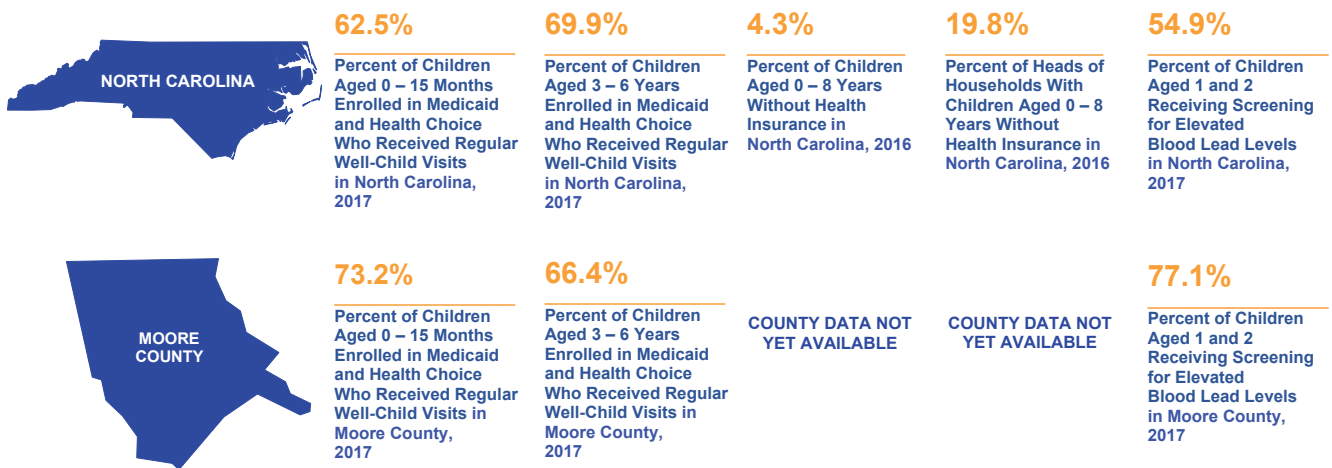 NORTH CAROLINA
62.5%
Percent of Children
Aged 0 – 15 Months
Enrolled in Medicaid
and Health Choice
Who Received Regular
Well-Child Visits
in North Carolina,
2017
69.9%
Percent of Children
Aged 3 – 6 Years
Enrolled in Medicaid
and Health Choice
Who Received Regular
Well-Child Visits
in North Carolina,
2017
4.3%
Percent of Children
Aged 0 – 8 Years
Without Health
Insurance in
North Carolina, 2016
19.8%
Percent of Heads of
Households With
Children Aged 0 – 8
Years Without
Health Insurance in
North Carolina, 2016
54.9%
Percent of Children
Aged 1 and 2
Receiving Screening
for Elevated
Blood Lead Levels
in North Carolina,
2017
MOORE
COUNTY
73.2%
Percent of Children
Aged 0 – 15 Months
Enrolled in Medicaid
and Health Choice
Who Received Regular
Well-Child Visits in
Moore County,
2017
66.4%
Percent of Children
Aged 3 – 6 Years
Enrolled in Medicaid
and Health Choice
Who Received Regular
Well-Child Visits in
Moore County,
2017
COUNTY DATA NOT
YET AVAILABLE
COUNTY DATA NOT
YET AVAILABLE
77.1%
Percent of Children
Aged 1 and 2
Receiving Screening
for Elevated
Blood Lead Levels
in Moore County,
2017